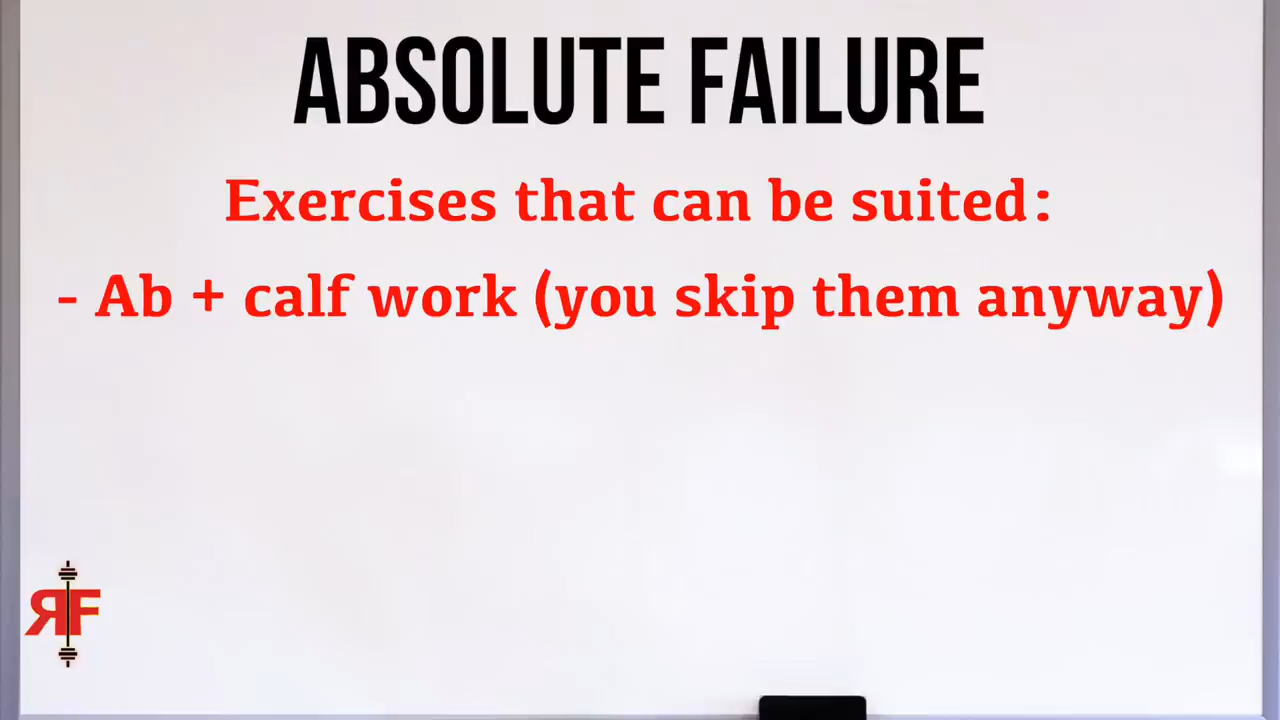 ABSOLUTE FAILURE
Exercises that can be suited:
- Ab + calf work (you skip them anyway)
RF